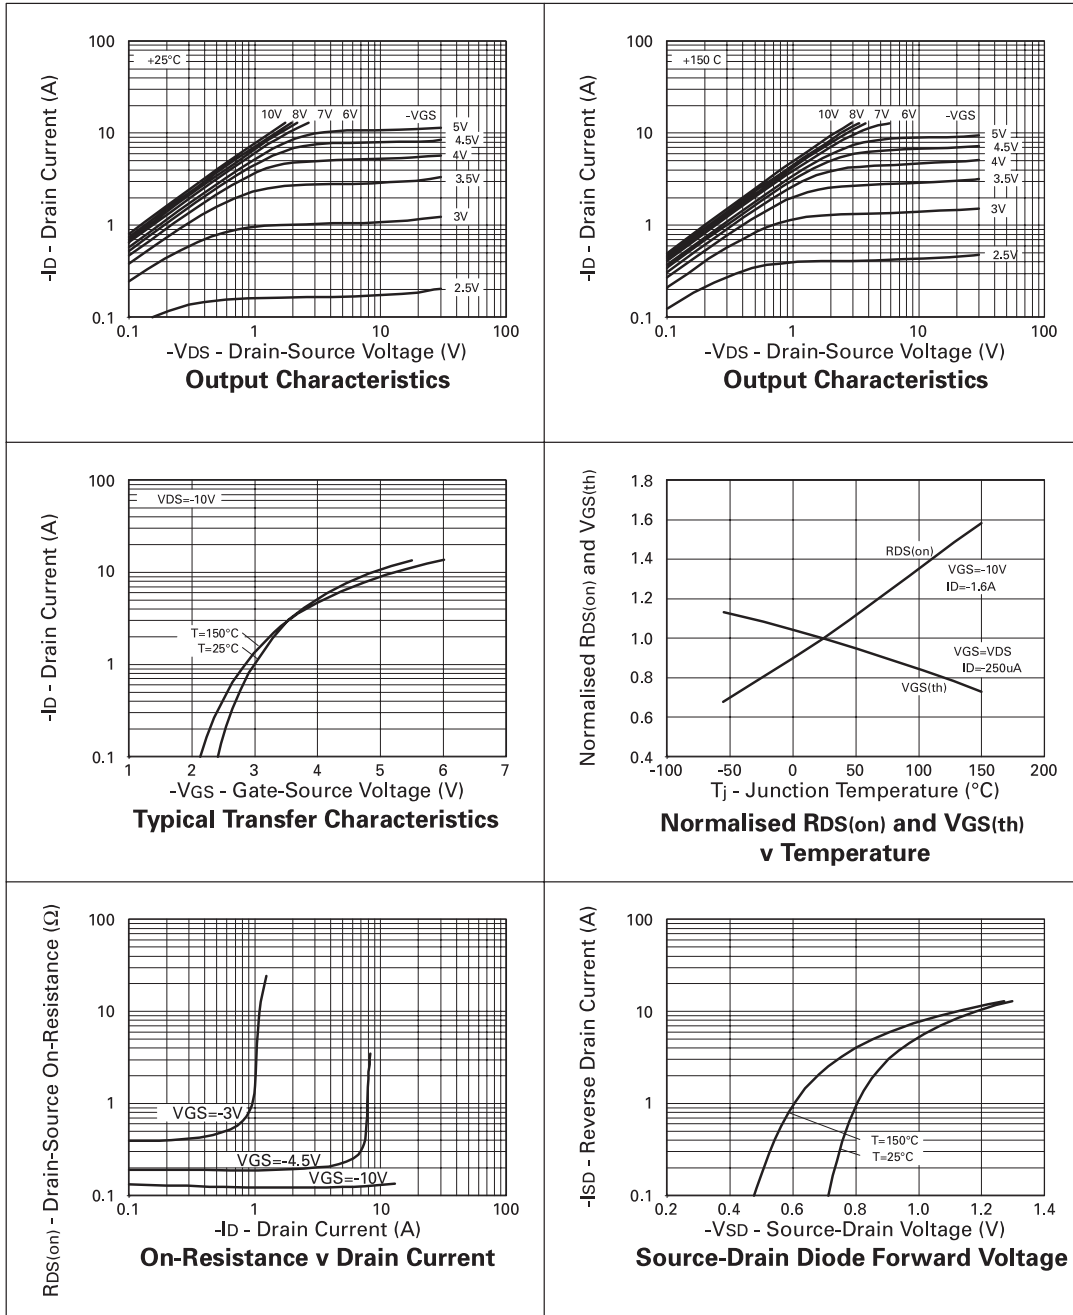 100
+25°C
10V 8V 7V 6V -VGS
5V
4.5V
4V
3.5V
3V
2.5V
10
1
0.1
0.1 1 10 100
-ID - Drain Current (A)
-VDS - Drain-Source Voltage (V)
Output Characteristics
100
+150 C
10V 8V 7V 6V -VGS
5V
4.5V
4V
3.5V
3V
2.5V
10
1
0.1
0.1 1 10 100
-ID - Drain Current (A)
-VDS - Drain-Source Voltage (V)
Output Characteristics
100
VDS=-10V
10
T=150°C
T=25°C
1
0.1
1 2 3 4 5 6 7
-ID - Drain Current (A)
-VGS - Gate-Source Voltage (V)
Typical Transfer Characteristics
1.8
1.6
1.4
1.2
1.0
0.8
0.6
0.4
RDS(on)
VGS=-10V
ID=-1.6A
VGS=VDS
ID=-250uA
VGS(th)
-100 -50 0 50 100 150 200
Normalised RDS(on) and VGS(th)
Tj - Junction Temperature (°C)
Normalised RDS(on) and VGS(th)
v Temperature
100
10
1
0.1
VGS=-3V
VGS=-4.5V
VGS=-10V
0.1 1 10 100
RDS(on) - Drain-Source On-Resistance (Ω)
-ID - Drain Current (A)
On-Resistance v Drain Current
100
10
1
0.1
T=150°C
T=25°C
0.2 0.4 0.6 0.8 1.0 1.2 1.4
-ISD - Reverse Drain Current (A)
-VSD - Source-Drain Voltage (V)
Source-Drain Diode Forward Voltage